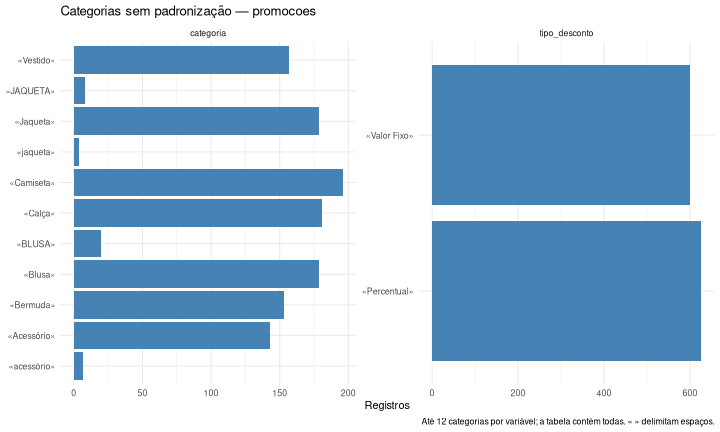 Categorias sem padronização — promocoes
categoria
«Vestido»
«JAQUETA»
«Jaqueta»
«jaqueta»
«Camiseta»
«Calça»
«BLUSA»
«Blusa»
«Bermuda»
«Acessório»
«acessório»
0 50 100 150 200
tipo_desconto
«Valor Fixo»
«Percentual»
0 200 400 600
Registros
Até 12 categorias por variável; a tabela contém todas. « » delimitam espaços.